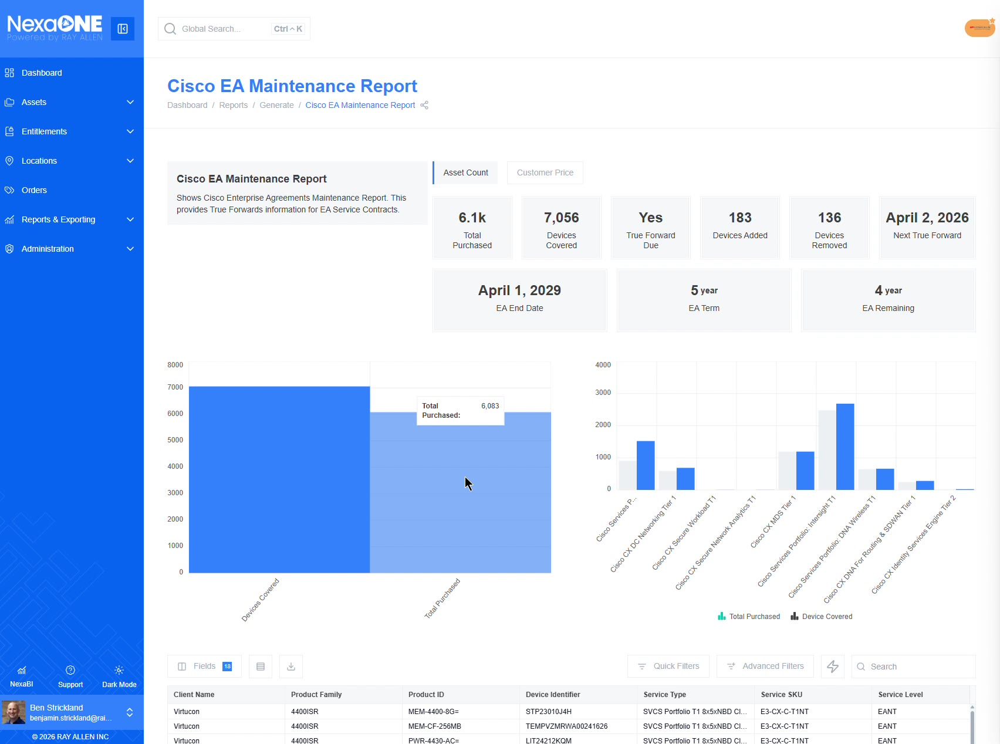 NexaONE
Powered by RAY ALLEN
Global Search...
Ctrl ^ K
Dashboard
Assets
Entitlements
Locations
Orders
Reports & Exporting
Administration
NexaBI
Support
Dark Mode
Ben Strickland
benjamin.strickland@rai...
© 2026 RAY ALLEN INC
Cisco EA Maintenance Report
Dashboard / Reports / Generate / Cisco EA Maintenance Report
Cisco EA Maintenance Report
Shows Cisco Enterprise Agreements Maintenance Report. This
provides True Forwards information for EA Service Contracts.
Asset Count
Customer Price
6.1k
Total
Purchased
7,056
Devices
Covered
Yes
True Forward
Due
183
Devices Added
136
Devices
Removed
April 2, 2026
Next True Forward
April 1, 2029
EA End Date
5 year
EA Term
4 year
EA Remaining
8000
7000
6000
5000
4000
3000
2000
1000
0
Total
Purchased:
6,083
Devices Covered
Total Purchased
4000
3000
2000
1000
0
Cisco Services P...
Cisco CX DC Networking Tier 1
Cisco CX Secure Workload T1
Cisco CX Secure Network Analytics T1
Cisco CX MDS Tier 1
Cisco Services Portfolio: Intersight T1
Cisco Services Portfolio: DNA Wireless T1
Cisco CX DNA For Routing & SDWAN Tier 1
Cisco CX Identity Services Engine Tier 2
Total Purchased
Device Covered
Fields 18
Quick Filters
Advanced Filters
Search
Client Name Product Family Product ID Device Identifier Service Type Service SKU Service Level
Virtucon 4400ISR MEM-4400-8G= STP23010J4H SVCS Portfolio T1 8x5xNBD Cl... E3-CX-C-T1NT EANT
Virtucon 4400ISR MEM-CF-256MB TEMPVZMRWA00241626 SVCS Portfolio T1 8x5xNBD Cl... E3-CX-C-T1NT EANT
Virtucon 4400ISR PWR-4430-AC= LIT24212KQM SVCS Portfolio T1 8x5xNBD Cl... E3-CX-C-T1NT EANT